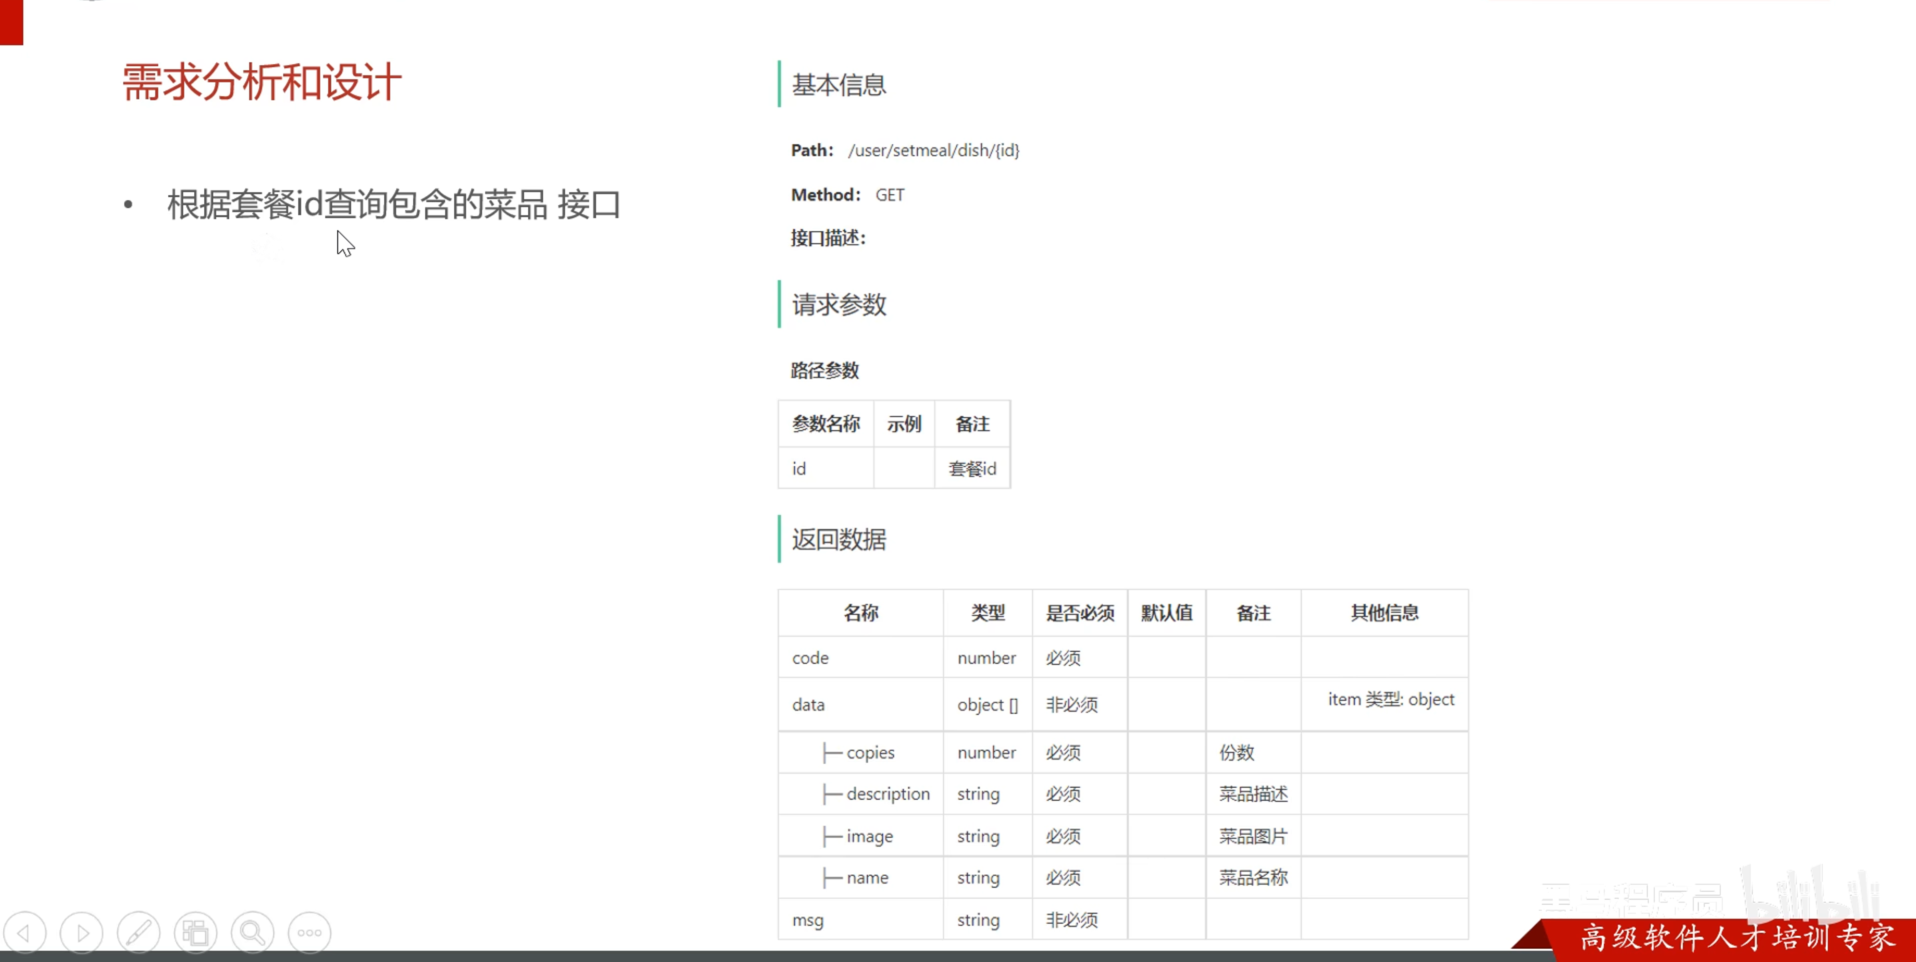 需求分析和设计
• 根据套餐id查询包含的菜品 接口
基本信息
Path： /user/setmeal/dish/{id}
Method： GET
接口描述：
请求参数
路径参数
参数名称 示例 备注
id 套餐id
返回数据
名称 类型 是否必须 默认值 备注 其他信息
code number 必须
data object [] 非必须 item 类型: object
├─ copies number 必须 份数
├─ description string 必须 菜品描述
├─ image string 必须 菜品图片
├─ name string 必须 菜品名称
msg string 非必须
黑马程序员 bilibili
高级软件人才培训专家